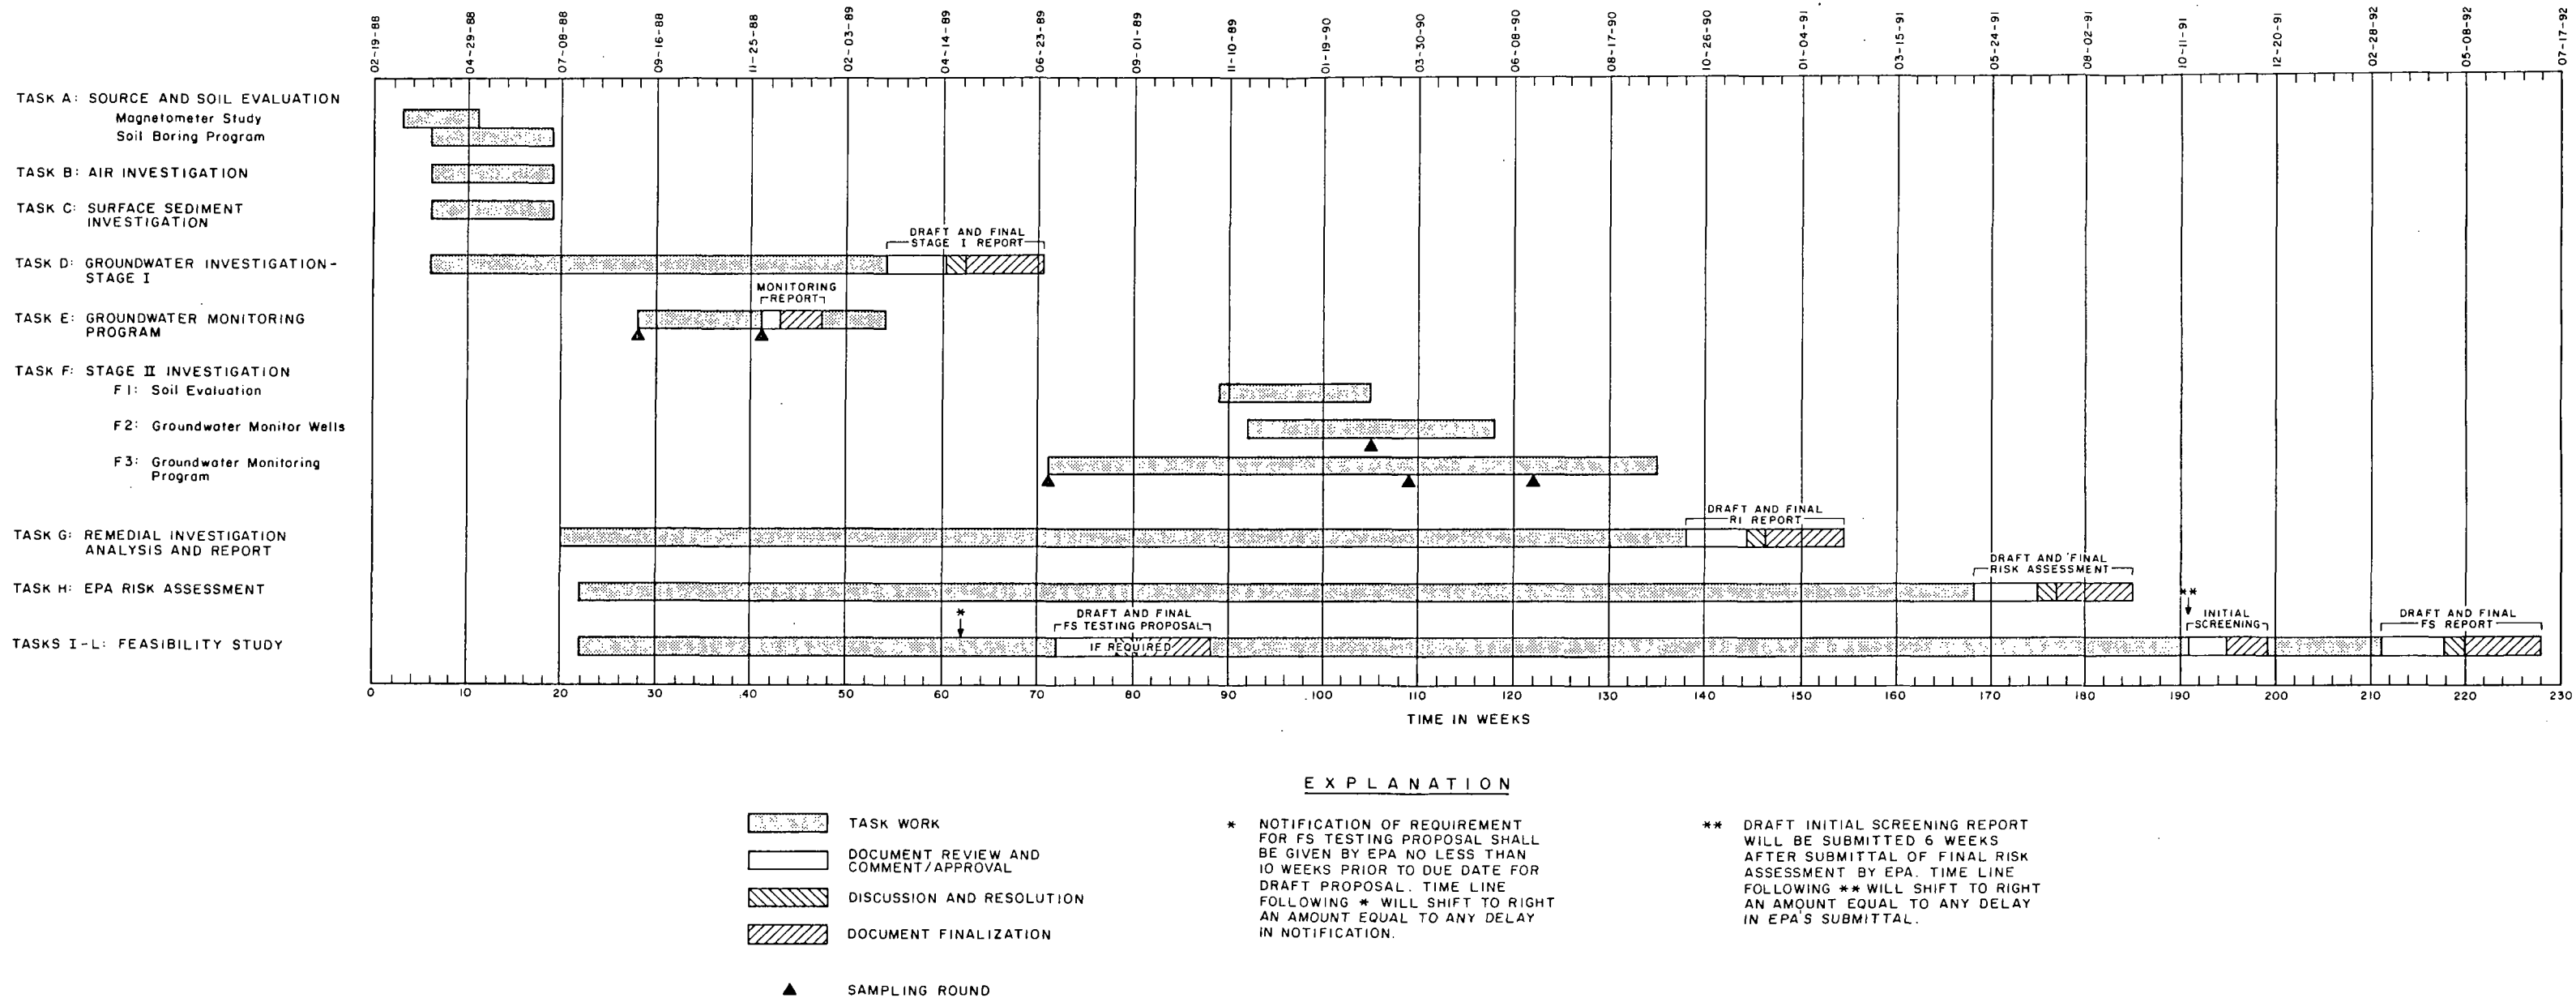 02-19-88
04-29-88
07-08-88
09-16-88
11-25-88
02-03-89
04-14-89
06-23-89
09-01-89
11-10-89
01-19-90
03-30-90
06-08-90
08-17-90
10-26-90
01-04-91
03-15-91
05-24-91
08-02-91
10-11-91
12-20-91
02-28-92
05-08-92
07-17-92
TASK A: SOURCE AND SOIL EVALUATION
Magnetometer Study
Soil Boring Program
TASK B: AIR INVESTIGATION
TASK C: SURFACE SEDIMENT
INVESTIGATION
DRAFT AND FINAL
STAGE I REPORT
TASK D: GROUNDWATER INVESTIGATION-
STAGE I
MONITORING
REPORT
TASK E: GROUNDWATER MONITORING
PROGRAM
TASK F: STAGE II INVESTIGATION
F1: Soil Evaluation
F2: Groundwater Monitor Wells
F3: Groundwater Monitoring
Program
DRAFT AND FINAL
RI REPORT
TASK G: REMEDIAL INVESTIGATION
ANALYSIS AND REPORT
DRAFT AND FINAL
RISK ASSESSMENT
TASK H: EPA RISK ASSESSMENT
*
**
DRAFT AND FINAL
FS TESTING PROPOSAL
INITIAL
SCREENING
DRAFT AND FINAL
FS REPORT
TASKS I-L: FEASIBILITY STUDY
IF REQUIRED
0 10 20 30 40 50 60 70 80 90 100 110 120 130 140 150 160 170 180 190 200 210 220 230
TIME IN WEEKS
EXPLANATION
TASK WORK
DOCUMENT REVIEW AND
COMMENT/APPROVAL
DISCUSSION AND RESOLUTION
DOCUMENT FINALIZATION
SAMPLING ROUND
* NOTIFICATION OF REQUIREMENT
FOR FS TESTING PROPOSAL SHALL
BE GIVEN BY EPA NO LESS THAN
10 WEEKS PRIOR TO DUE DATE FOR
DRAFT PROPOSAL. TIME LINE
FOLLOWING * WILL SHIFT TO RIGHT
AN AMOUNT EQUAL TO ANY DELAY
IN NOTIFICATION.
** DRAFT INITIAL SCREENING REPORT
WILL BE SUBMITTED 6 WEEKS
AFTER SUBMITTAL OF FINAL RISK
ASSESSMENT BY EPA. TIME LINE
FOLLOWING ** WILL SHIFT TO RIGHT
AN AMOUNT EQUAL TO ANY DELAY
IN EPA'S SUBMITTAL.